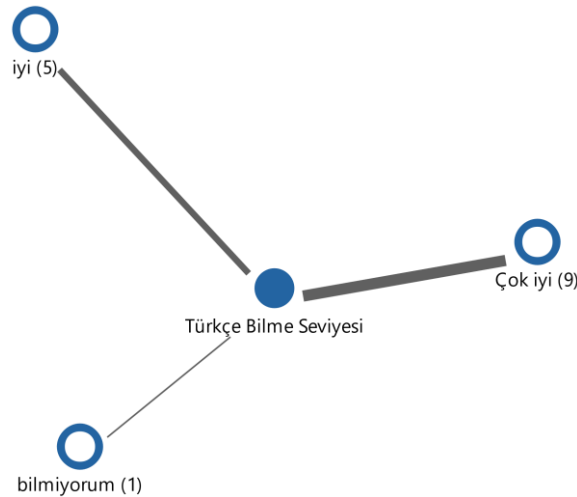 iyi (5)
Çok iyi (9)
Türkçe Bilme Seviyesi
bilmiyorum (1)